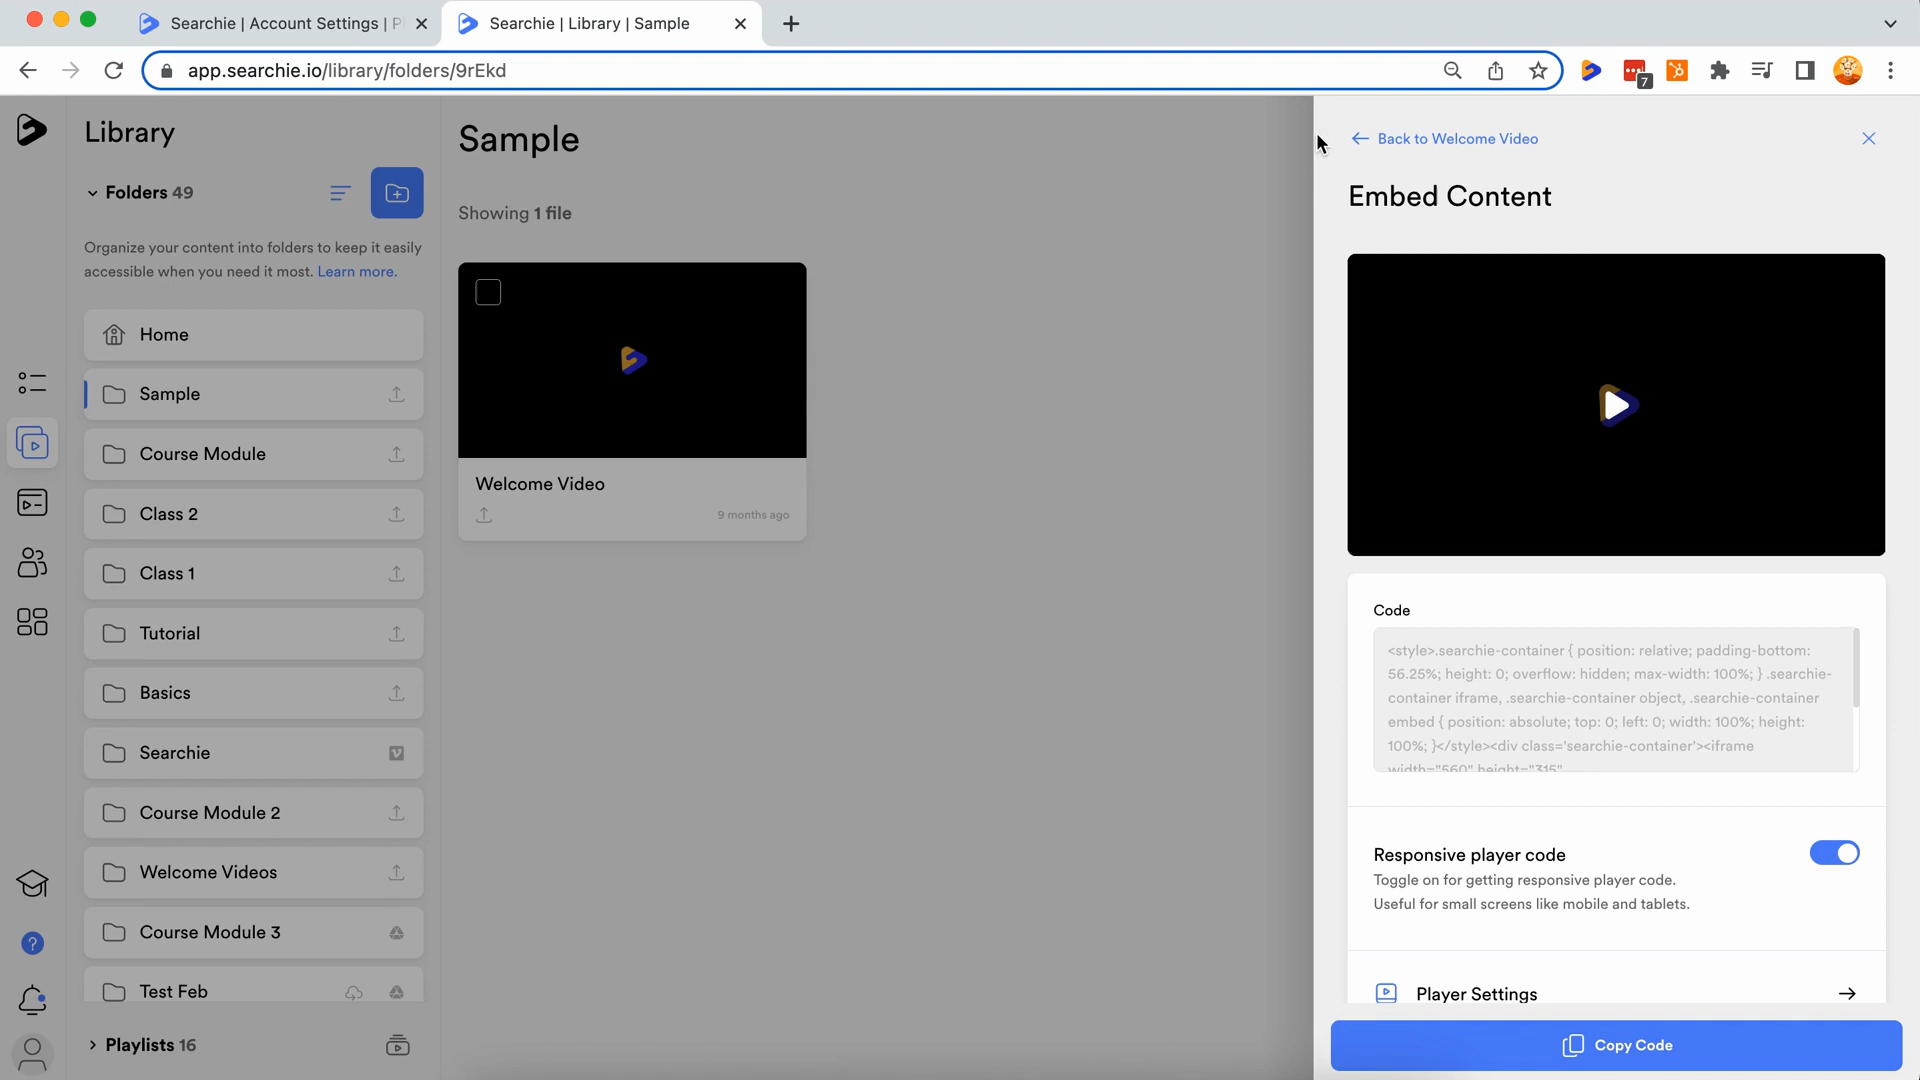 Searchie | Account Settings | P
Searchie | Library | Sample
app.searchie.io/library/folders/9rEkd
7
Library
Folders 49
Organize your content into folders to keep it easily
accessible when you need it most. Learn more.
Home
Sample
Course Module
Class 2
Class 1
Tutorial
Basics
Searchie
Course Module 2
Welcome Videos
Course Module 3
Test Feb
Playlists 16
Sample
Showing 1 file
Welcome Video
9 months ago
Back to Welcome Video
Embed Content
Code
<style>.searchie-container { position: relative; padding-bottom:
56.25%; height: 0; overflow: hidden; max-width: 100%; } .searchie-
container iframe, .searchie-container object, .searchie-container
embed { position: absolute; top: 0; left: 0; width: 100%; height:
100%; }</style><div class='searchie-container'><iframe
width="560" height="315"
Responsive player code
Toggle on for getting responsive player code.
Useful for small screens like mobile and tablets.
Player Settings
Copy Code